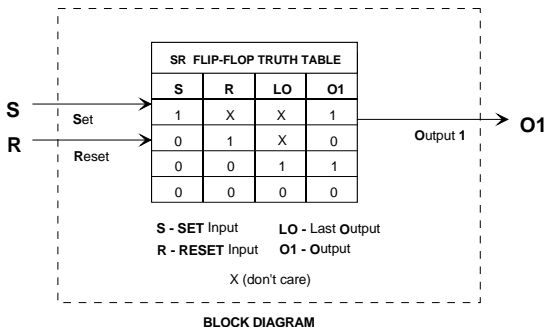 SR FLIP-FLOP TRUTH TABLE
S R LO O1
1 X X 1
0 1 X 0
0 0 1 1
0 0 0 0
S
Set
R
Reset
Output 1
O1
S - SET Input LO - Last Output
R - RESET Input O1 - Output
X (don't care)
BLOCK DIAGRAM